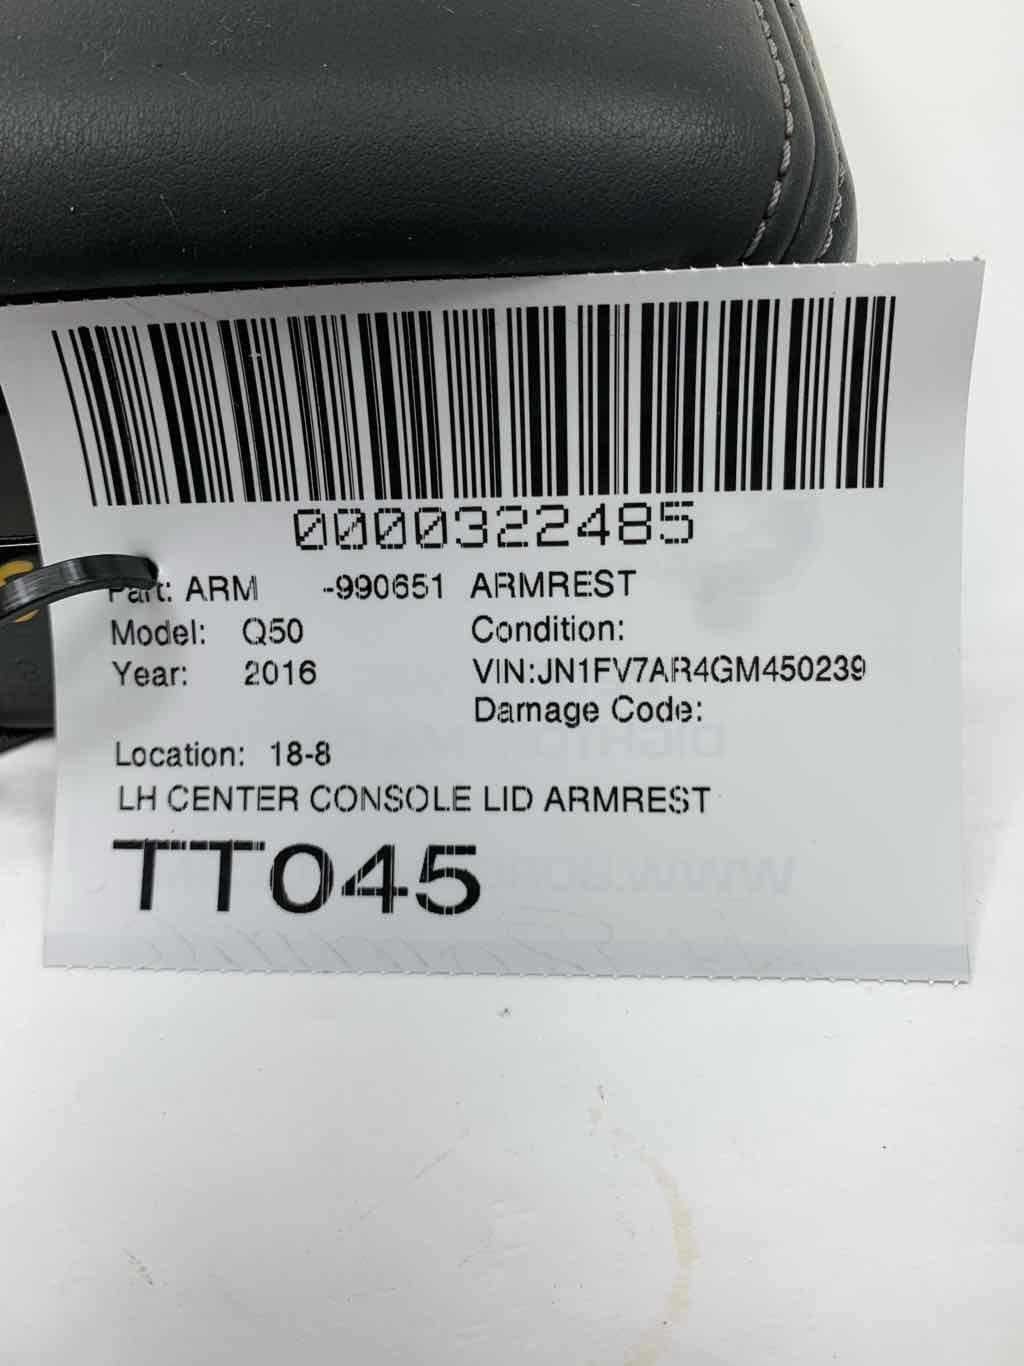 0000322485
Part: ARM -990651 ARMREST
Model: Q50 Condition:
Year: 2016 VIN:JN1FV7AR4GM450239
Damage Code:
Location: 18-8
LH CENTER CONSOLE LID ARMREST
TT045